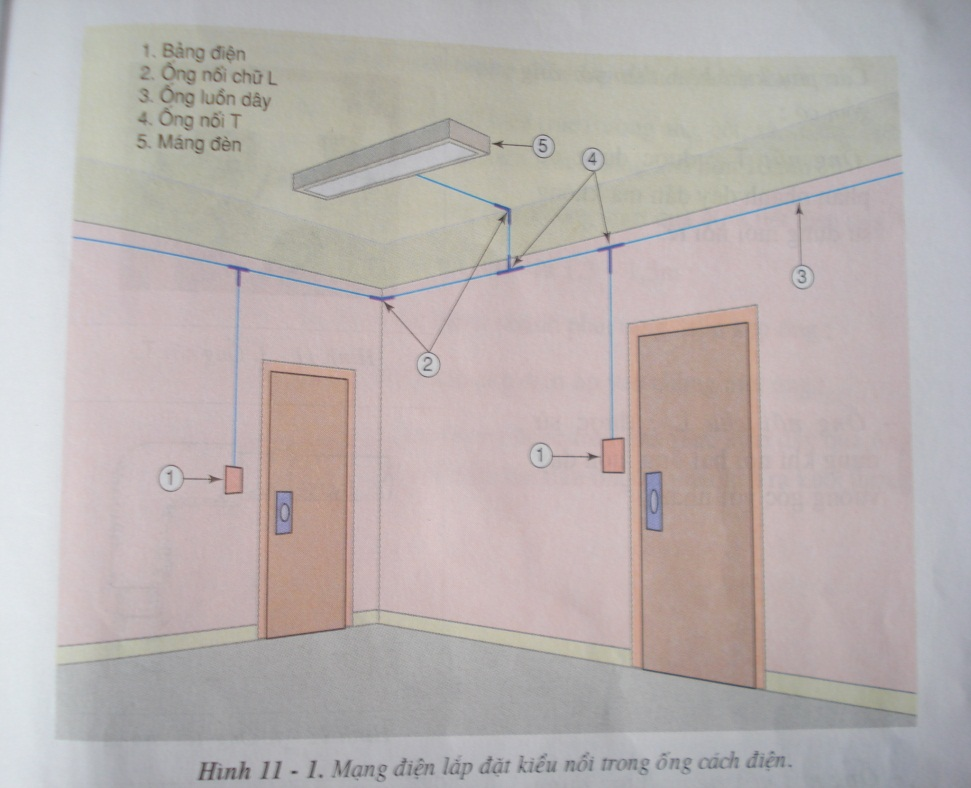 1. Bảng điện
2. Ống nối chữ L
3. Ống luồn dây
4. Ống nối T
5. Máng đèn
5
4
3
2
1
1
Hình 11 - 1. Mạng điện lắp đặt kiểu nổi trong ống cách điện.